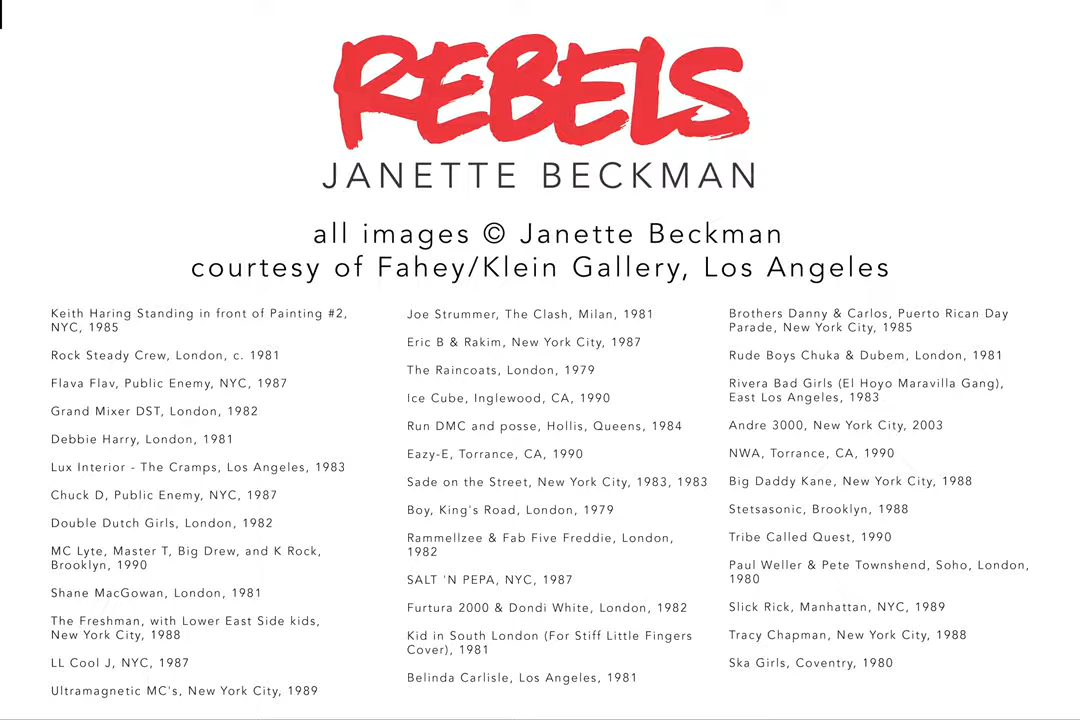 REBELS
JANETTE BECKMAN
all images © Janette Beckman
courtesy of Fahey/Klein Gallery, Los Angeles
Keith Haring Standing in front of Painting #2,
NYC, 1985
Rock Steady Crew, London, c. 1981
Flava Flav, Public Enemy, NYC, 1987
Grand Mixer DST, London, 1982
Debbie Harry, London, 1981
Lux Interior - The Cramps, Los Angeles, 1983
Chuck D, Public Enemy, NYC, 1987
Double Dutch Girls, London, 1982
MC Lyte, Master T, Big Drew, and K Rock,
Brooklyn, 1990
Shane MacGowan, London, 1981
The Freshman, with Lower East Side kids,
New York City, 1988
LL Cool J, NYC, 1987
Ultramagnetic MC's, New York City, 1989
Joe Strummer, The Clash, Milan, 1981
Eric B & Rakim, New York City, 1987
The Raincoats, London, 1979
Ice Cube, Inglewood, CA, 1990
Run DMC and posse, Hollis, Queens, 1984
Eazy-E, Torrance, CA, 1990
Sade on the Street, New York City, 1983, 1983
Boy, King's Road, London, 1979
Rammellzee & Fab Five Freddie, London,
1982
SALT 'N PEPA, NYC, 1987
Furtura 2000 & Dondi White, London, 1982
Kid in South London (For Stiff Little Fingers
Cover), 1981
Belinda Carlisle, Los Angeles, 1981
Brothers Danny & Carlos, Puerto Rican Day
Parade, New York City, 1985
Rude Boys Chuka & Dubem, London, 1981
Rivera Bad Girls (El Hoyo Maravilla Gang),
East Los Angeles, 1983
Andre 3000, New York City, 2003
NWA, Torrance, CA, 1990
Big Daddy Kane, New York City, 1988
Stetsasonic, Brooklyn, 1988
Tribe Called Quest, 1990
Paul Weller & Pete Townshend, Soho, London,
1980
Slick Rick, Manhattan, NYC, 1989
Tracy Chapman, New York City, 1988
Ska Girls, Coventry, 1980